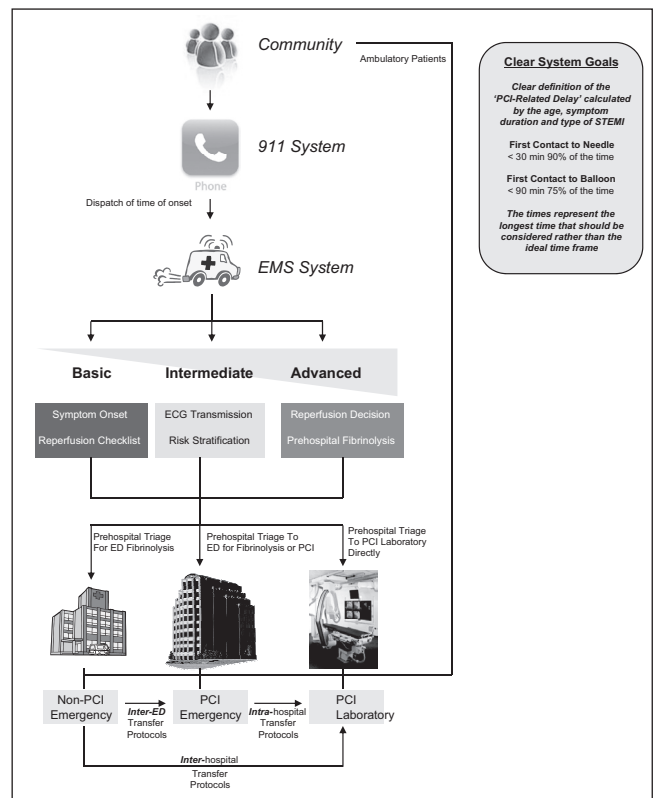 Community
Ambulatory Patients
911 System
Phone
Dispatch of time of onset
EMS System
Basic
Intermediate
Advanced
Symptom Onset
Reperfusion Checklist
ECG Transmission
Risk Stratification
Reperfusion Decision
Prehospital Fibrinolysis
Prehospital Triage
For ED Fibrinolysis
Prehospital Triage To
ED for Fibrinolysis or PCI
Prehospital Triage
To PCI Laboratory
Directly
Non-PCI
Emergency
Inter-ED
Transfer
Protocols
PCI
Emergency
Intra-hospital
Transfer
Protocols
PCI
Laboratory
Inter-hospital
Transfer
Protocols
Clear System Goals
Clear definition of the
‘PCI-Related Delay’ calculated
by the age, symptom
duration and type of STEMI
First Contact to Needle
< 30 min 90% of the time
First Contact to Balloon
< 90 min 75% of the time
The times represent the
longest time that should be
considered rather than the
ideal time frame